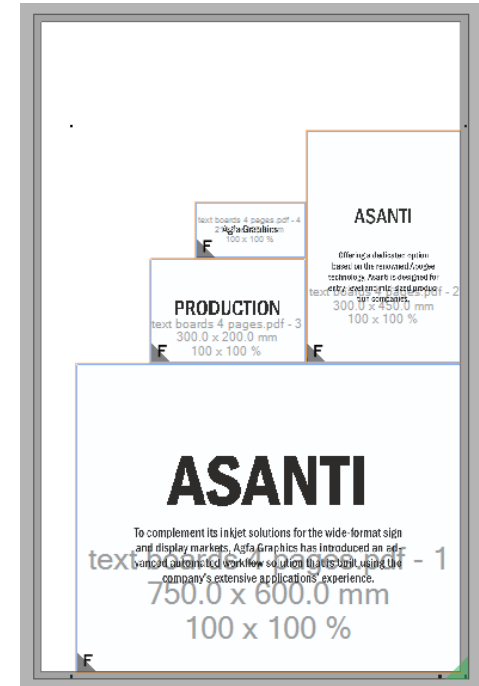 text boards 4 pages.pdf - 4
Agfa Graphics
mm
100 x 100 %
F
ASANTI
Offering a dedicated option
based on the renowned Apogee
technology, Asanti is designed for
entry-level and mid-sized produc-
text boards 4 pages.pdf - 2
tion companies.
300.0 x 450.0 mm
100 x 100 %
F
PRODUCTION
text boards 4 pages.pdf - 3
300.0 x 200.0 mm
100 x 100 %
F
ASANTI
To complement its inkjet solutions for the wide-format sign
and display markets, Agfa Graphics has introduced an ad-
text boards 4 pages.pdf - 1
vanced automated workflow solution that is built using the
company's extensive applications' experience.
750.0 x 600.0 mm
100 x 100 %
F